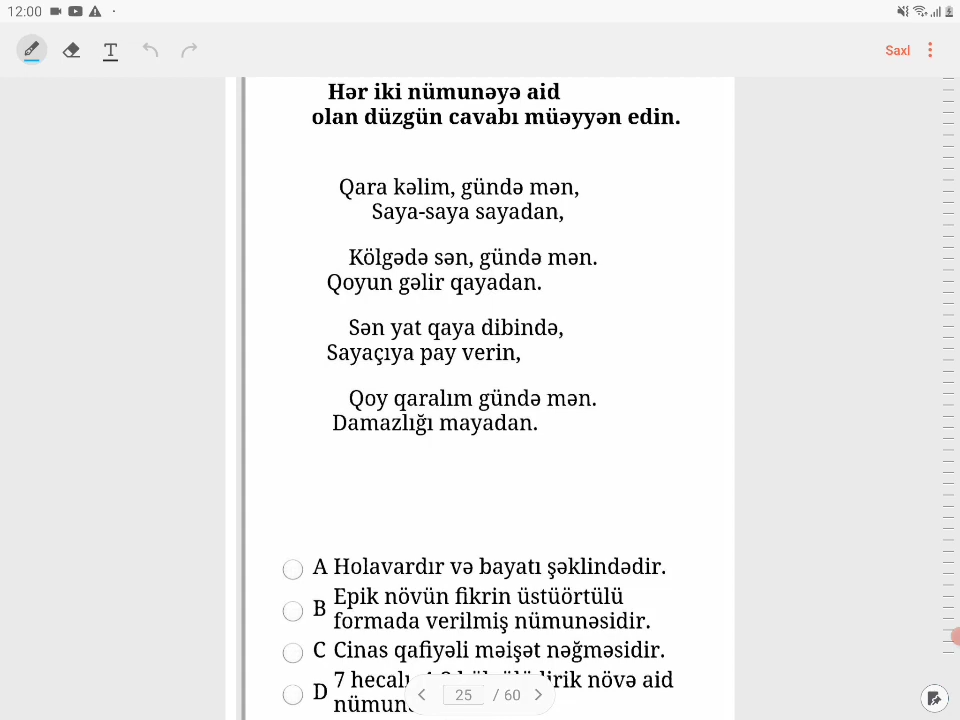 12:00
T
Saxl
Hər iki nümunəyə aid
olan düzgün cavabı müəyyən edin.
Qara kəlim, gündə mən,
Saya-saya sayadan,
Kölgədə sən, gündə mən.
Qoyun gəlir qayadan.
Sən yat qaya dibində,
Sayaçıya pay verin,
Qoy qaralım gündə mən.
Damazlığı mayadan.
A Holavardır və bayatı şəklindədir.
B Epik növün fikrin üstüörtülü
formada verilmiş nümunəsidir.
C Cinas qafiyəli məişət nəğməsidir.
D 7 növə aid
25 / 60